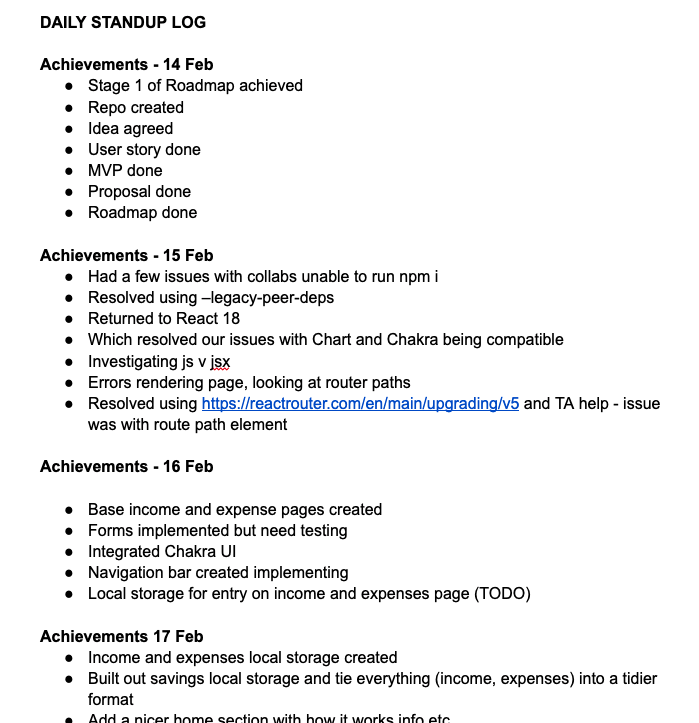 DAILY STANDUP LOG
Achievements - 14 Feb
● Stage 1 of Roadmap achieved
● Repo created
● Idea agreed
● User story done
● MVP done
● Proposal done
● Roadmap done
Achievements - 15 Feb
● Had a few issues with collabs unable to run npm i
● Resolved using –legacy-peer-deps
● Returned to React 18
● Which resolved our issues with Chart and Chakra being compatible
● Investigating js v jsx
● Errors rendering page, looking at router paths
● Resolved using https://reactrouter.com/en/main/upgrading/v5 and TA help - issue
was with route path element
Achievements - 16 Feb
● Base income and expense pages created
● Forms implemented but need testing
● Integrated Chakra UI
● Navigation bar created implementing
● Local storage for entry on income and expenses page (TODO)
Achievements 17 Feb
● Income and expenses local storage created
● Built out savings local storage and tie everything (income, expenses) into a tidier
format
● Add a nicer home section with how it works info etc